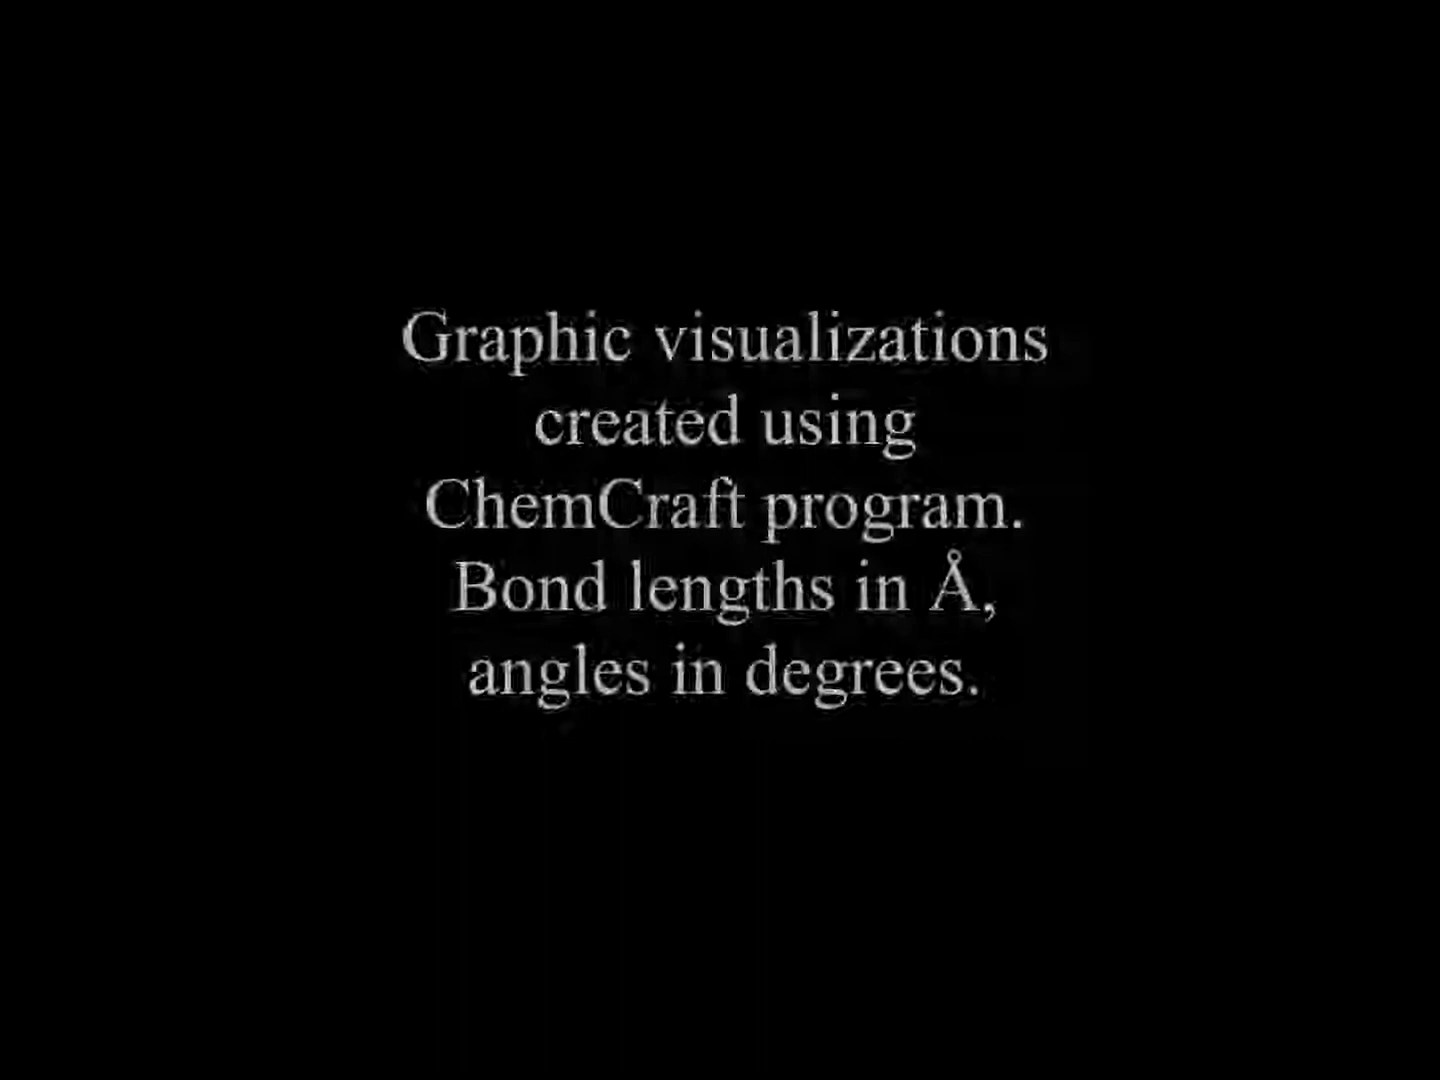 Graphic visualizations
created using
ChemCraft program.
Bond lengths in Å,
angles in degrees.